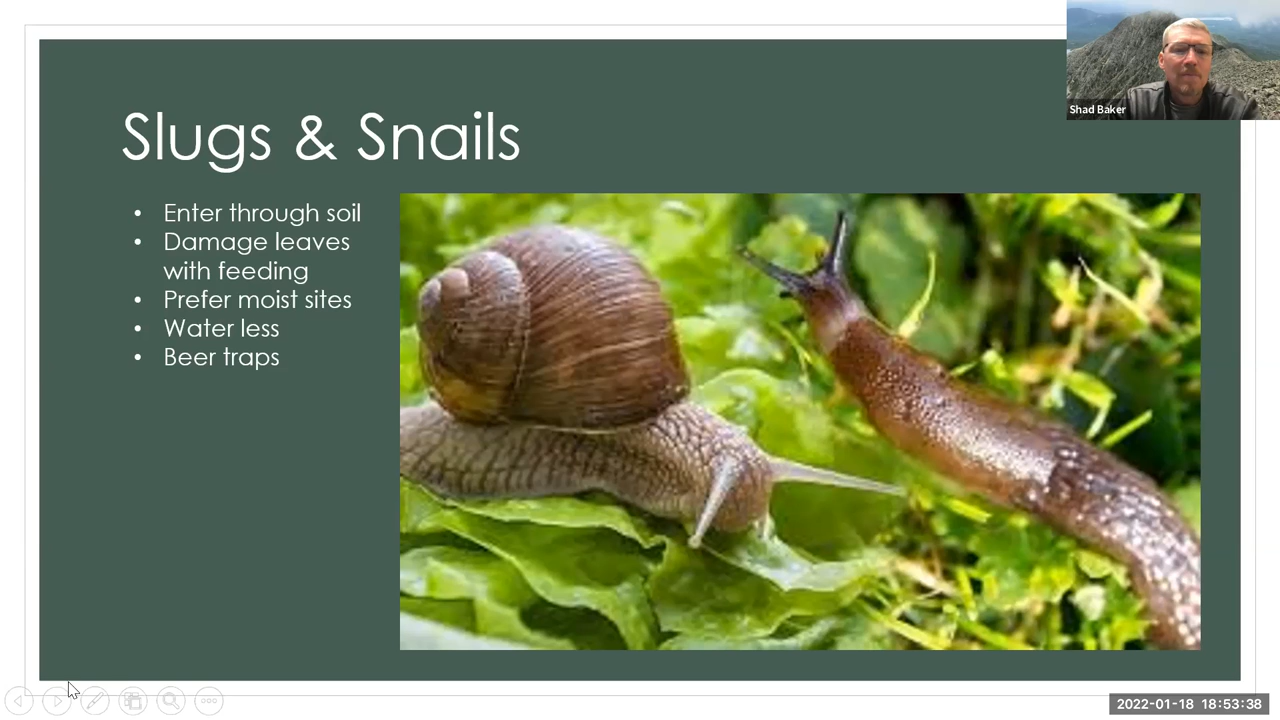 Shad Baker
Slugs & Snails
• Enter through soil
• Damage leaves
with feeding
• Prefer moist sites
• Water less
• Beer traps
2022-01-18 18:53:38